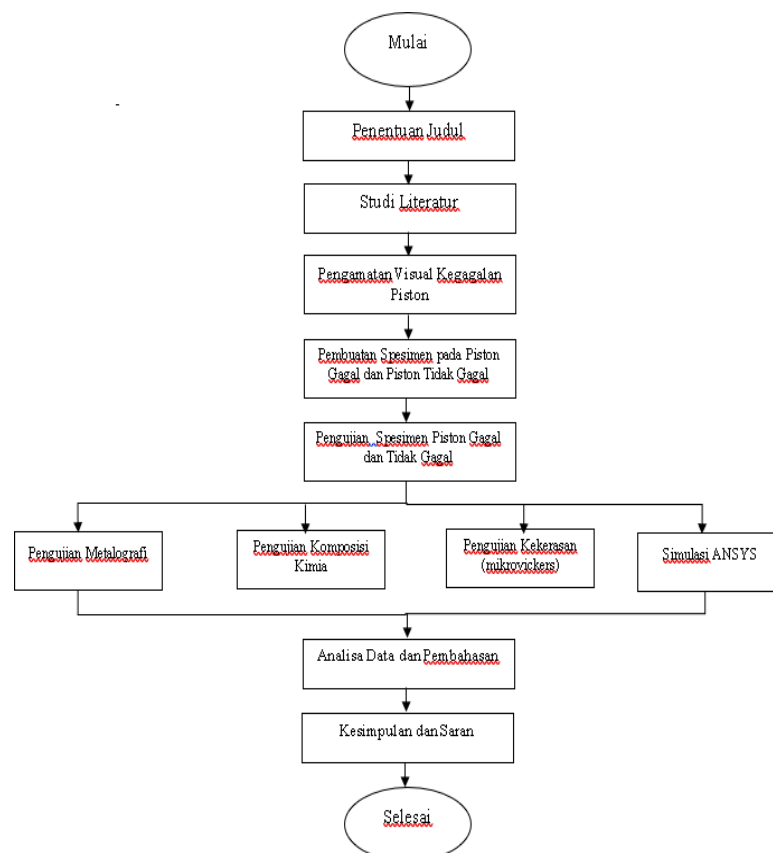 Mulai
Penentuan Judul
Studi Literatur
Pengamatan Visual Kegagalan
Piston
Pembuatan Spesimen pada Piston
Gagal dan Piston Tidak Gagal
Pengujian Spesimen Piston Gagal
dan Tidak Gagal
Pengujian Metalografi
Pengujian Komposisi
Kimia
Pengujian Kekerasan
(mikrovickers)
Simulasi ANSYS
Analisa Data dan Pembahasan
Kesimpulan dan Saran
Selesai